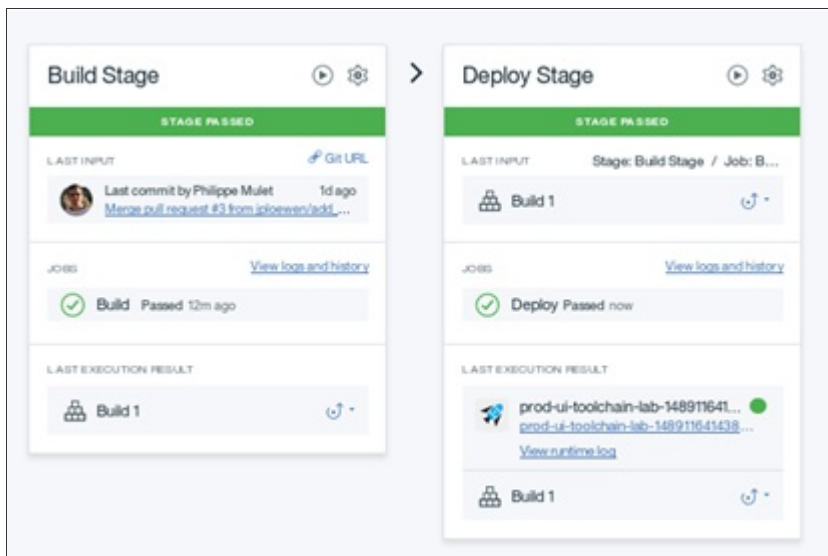 Build Stage
STAGE PASSED
LAST INPUT
Git URL
Last commit by Philippe Mulet 1d ago
Merge pull request #3 from jploewen/add_...
JOBS
View logs and history
Build Passed 12m ago
LAST EXECUTION RESULT
Build 1
Deploy Stage
STAGE PASSED
LAST INPUT
Stage: Build Stage / Job: B...
Build 1
JOBS
View logs and history
Deploy Passed now
LAST EXECUTION RESULT
prod-ui-toolchain-lab-148911641...
prod-ui-toolchain-lab-148911641438...
View runtime log
Build 1